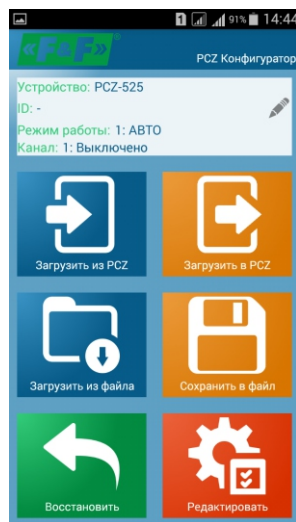 1 91% 14:44
«F&F»®
PCZ Конфигуратор
Устройство: PCZ-525
ID: -
Режим работы: 1: АВТО
Канал: 1: Выключено
Загрузить из PCZ
Загрузить в PCZ
Загрузить из файла
Сохранить в файл
Восстановить
Редактировать